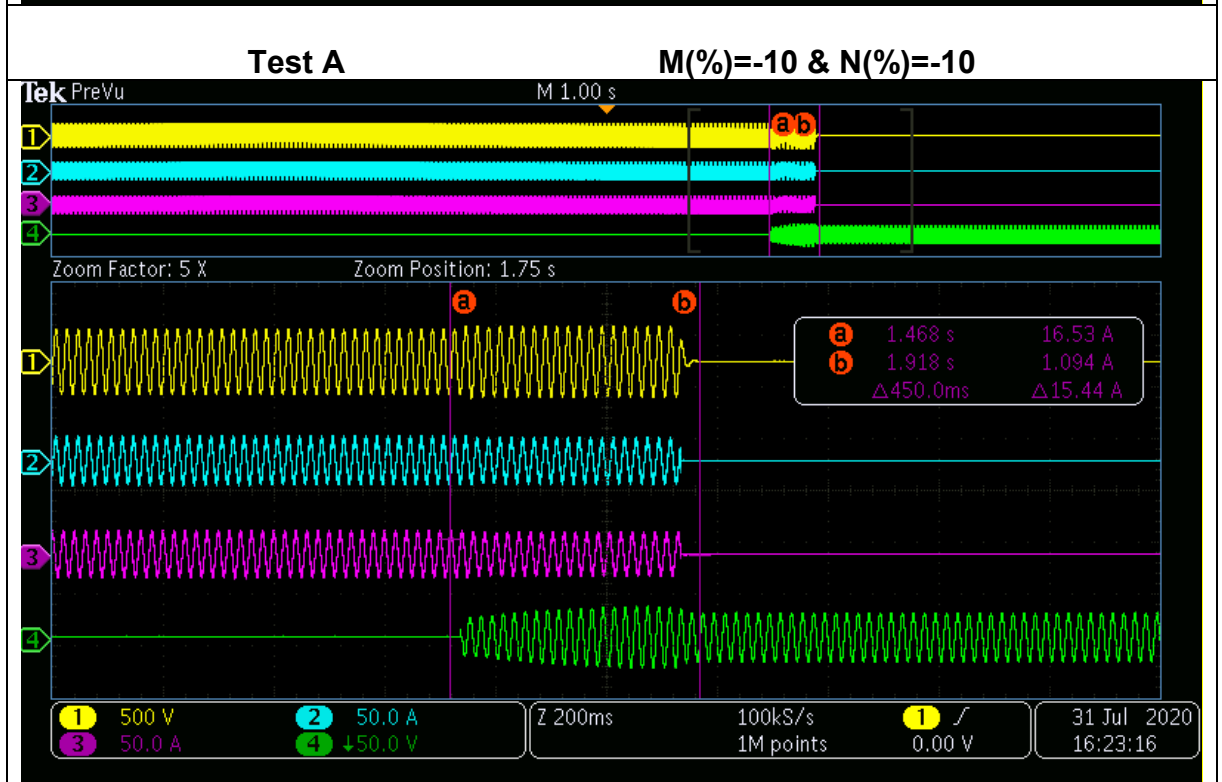 Test A M(%)=-10 & N(%)=-10
Tek PreVu M 1.00 s
a b
1
2
3
4
Zoom Factor: 5 X Zoom Position: 1.75 s
a b
a 1.468 s 16.53 A
b 1.918 s 1.094 A
△450.0ms △15.44 A
1
2
3
4
1 500 V 2 50.0 A Z 200ms 100kS/s 1 31 Jul 2020
3 50.0 A 4 ↓50.0 V 1M points 0.00 V 16:23:16